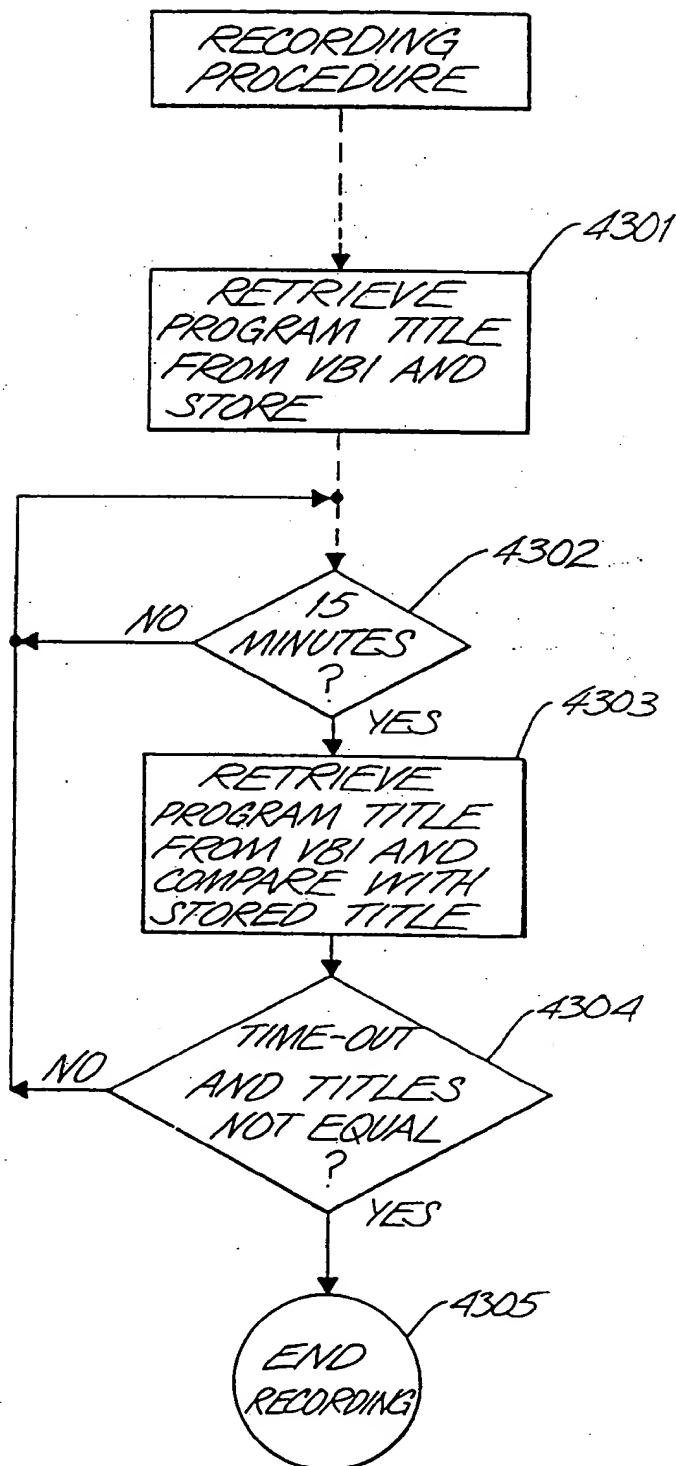 RECORDING
PROCEDURE
4301
RETRIEVE
PROGRAM TITLE
FROM VBI AND
STORE
4302
15
MINUTES
?
NO
YES
4303
RETRIEVE
PROGRAM TITLE
FROM VBI AND
COMPARE WITH
STORED TITLE
4304
TIME-OUT
AND TITLES
NOT EQUAL
?
NO
YES
4305
END
RECORDING